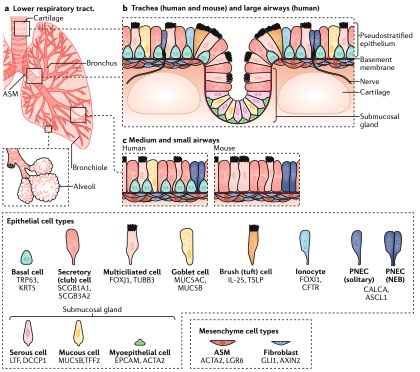 a Lower respiratory tract.
Cartilage
Bronchus
ASM
Bronchiole
Alveoli
b Trachea (human and mouse) and large airways (human)
Pseudostratified
epithelium
Basement
membrane
Nerve
Cartilage
Submucosal
gland
c Medium and small airways
Human
Mouse
Epithelial cell types
Basal cell
TRP63,
KRT5
Secretory
(club) cell
SCGB1A1,
SCGB3A2
Multiciliated cell
FOXJ1, TUBB3
Goblet cell
MUC5AC,
MUC5B
Brush (tuft) cell
IL-25, TSLP
Ionocyte
FOXJ1,
CFTR
PNEC
(solitary)
PNEC
(NEB)
CALCA,
ASCL1
Submucosal gland
Serous cell
LTF, DCCP1
Mucous cell
MUC5B,TFF2
Myoepithelial cell
EPCAM, ACTA2
Mesenchyme cell types
ASM
ACTA2, LGR6
Fibroblast
GLI1, AXIN2